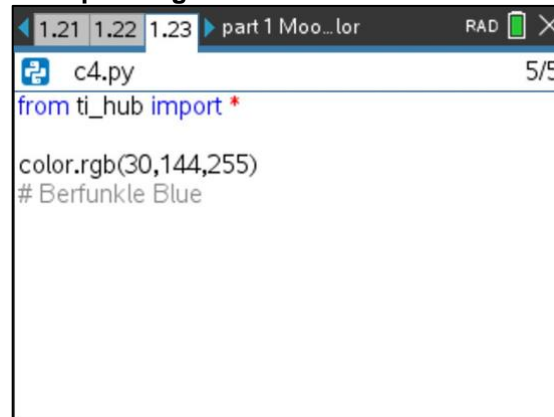 1.21 1.22 1.23 part 1 Moo...lor RAD
c4.py 5/5
from ti_hub import *
color.rgb(30,144,255)
# Berfunkle Blue